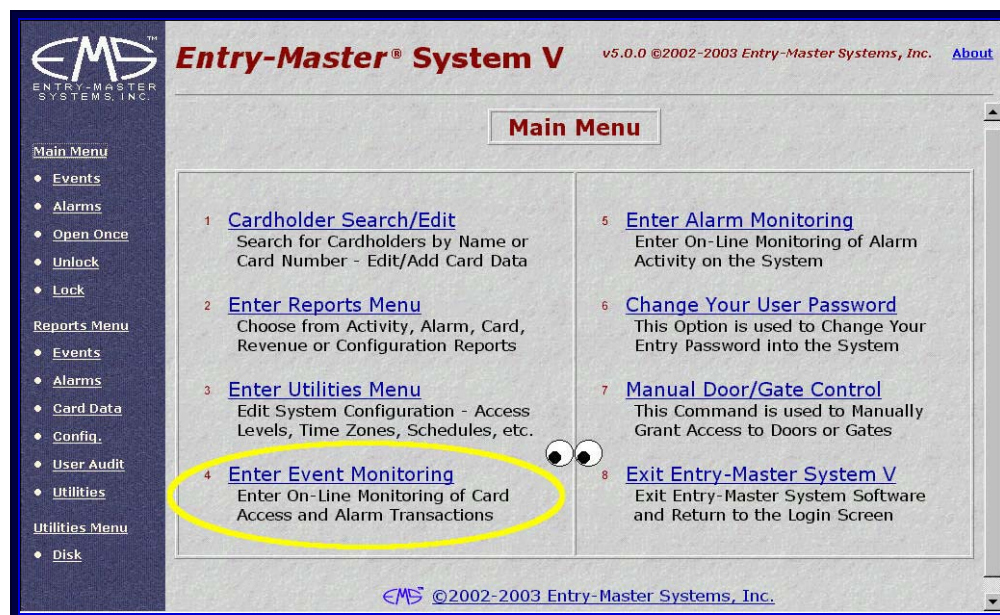 EMS™
ENTRY-MASTER
SYSTEMS, INC.
Entry-Master® System V
v5.0.0 ©2002-2003 Entry-Master Systems, Inc.
About
Main Menu
• Events
• Alarms
• Open Once
• Unlock
• Lock
Reports Menu
• Events
• Alarms
• Card Data
• Config.
• User Audit
• Utilities
Utilities Menu
• Disk
Main Menu
1 Cardholder Search/Edit
Search for Cardholders by Name or
Card Number - Edit/Add Card Data
2 Enter Reports Menu
Choose from Activity, Alarm, Card,
Revenue or Configuration Reports
3 Enter Utilities Menu
Edit System Configuration - Access
Levels, Time Zones, Schedules, etc.
4 Enter Event Monitoring
Enter On-Line Monitoring of Card
Access and Alarm Transactions
5 Enter Alarm Monitoring
Enter On-Line Monitoring of Alarm
Activity on the System
6 Change Your User Password
This Option is used to Change Your
Entry Password into the System
7 Manual Door/Gate Control
This Command is used to Manually
Grant Access to Doors or Gates
8 Exit Entry-Master System V
Exit Entry-Master System Software
and Return to the Login Screen
EMS ©2002-2003 Entry-Master Systems, Inc.